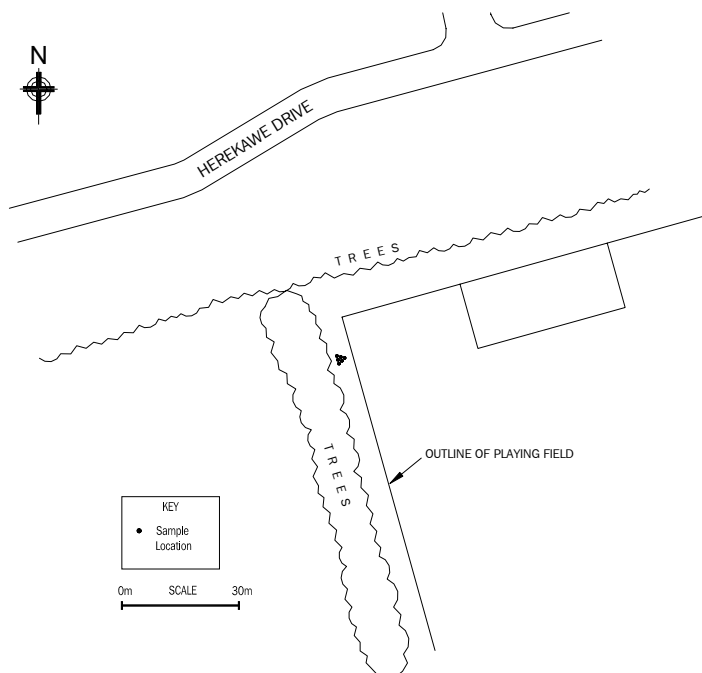 N
HEREKAWE DRIVE
TREES
TREES
OUTLINE OF PLAYING FIELD
KEY
Sample
Location
0m SCALE 30m